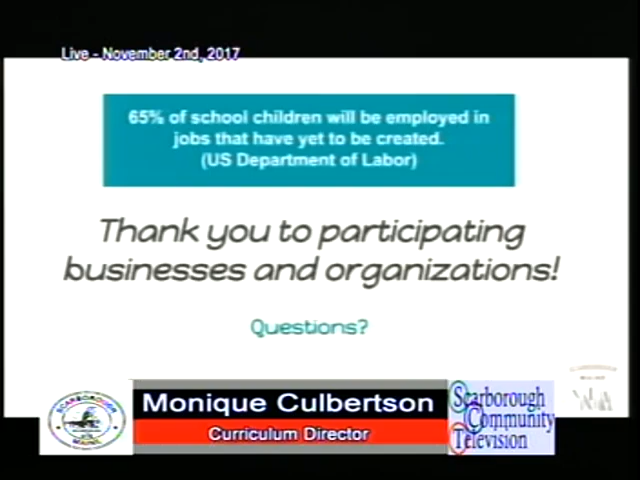 Live - November 2nd, 2017
65% of school children will be employed in
jobs that have yet to be created.
(US Department of Labor)
Thank you to participating
businesses and organizations!
Questions?
Monique Culbertson
Curriculum Director
SCARBOROUGH
MAINE
Scarborough
Community
Television